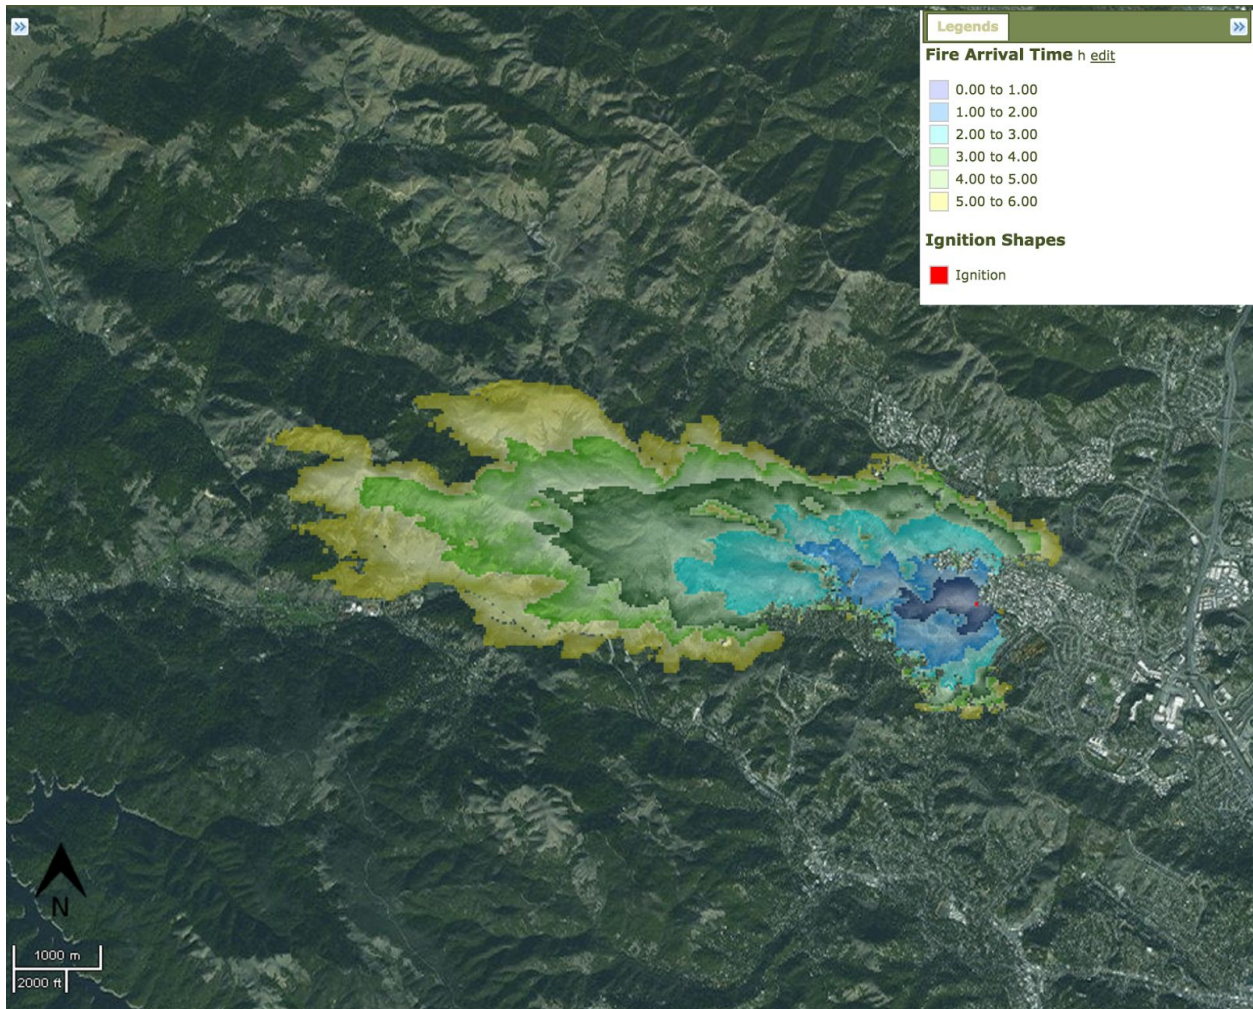 Legends
Fire Arrival Time h edit
0.00 to 1.00
1.00 to 2.00
2.00 to 3.00
3.00 to 4.00
4.00 to 5.00
5.00 to 6.00
Ignition Shapes
Ignition
N
1000 m
2000 ft